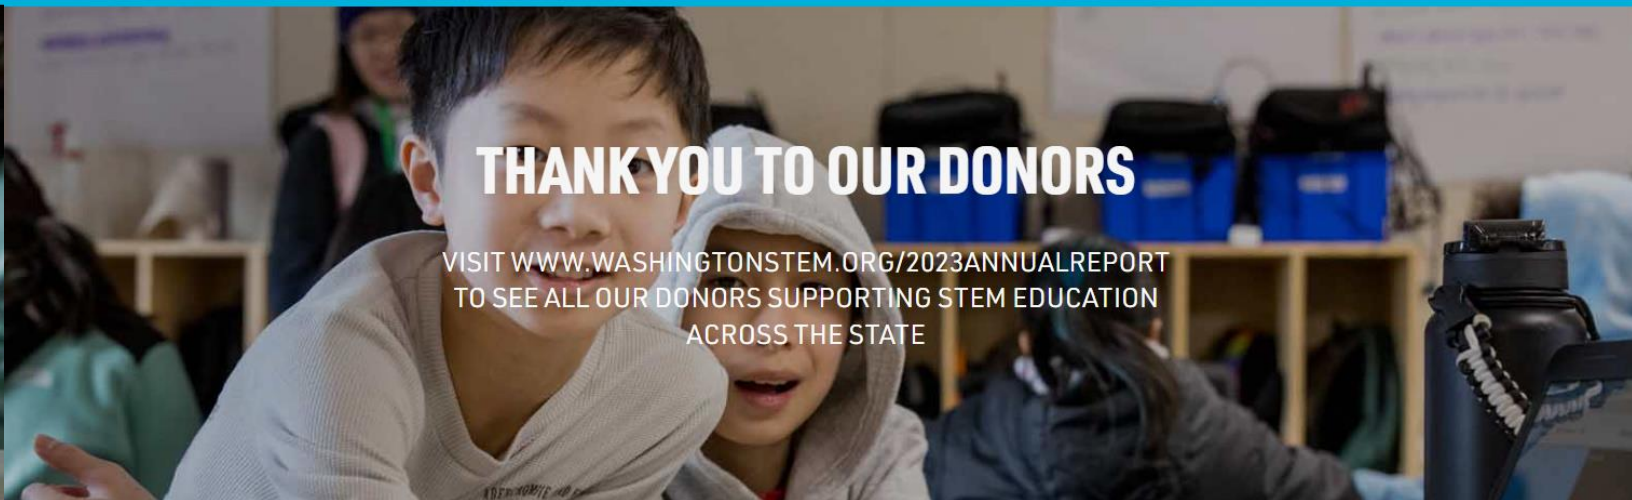 THANK YOU TO OUR DONORS
VISIT WWW.WASHINGTONSTEM.ORG/2023ANNUALREPORT
TO SEE ALL OUR DONORS SUPPORTING STEM EDUCATION
ACROSS THE STATE